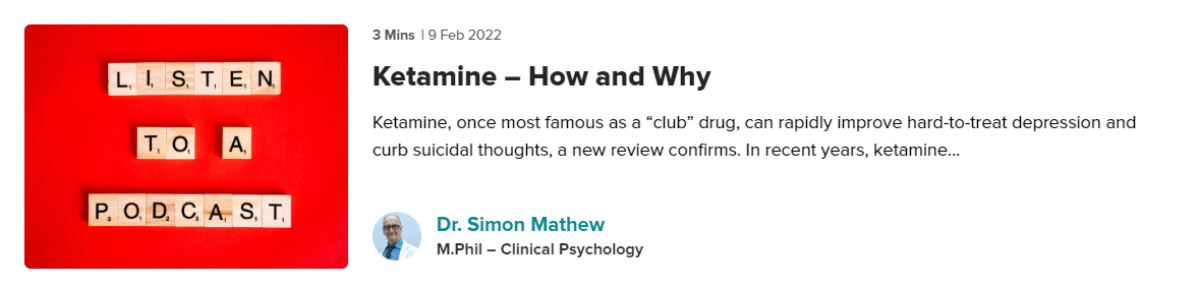 LISTEN
TO A
PODCAST
3 Mins | 9 Feb 2022
Ketamine – How and Why
Ketamine, once most famous as a “club” drug, can rapidly improve hard-to-treat depression and
curb suicidal thoughts, a new review confirms. In recent years, ketamine...
Dr. Simon Mathew
M.Phil – Clinical Psychology